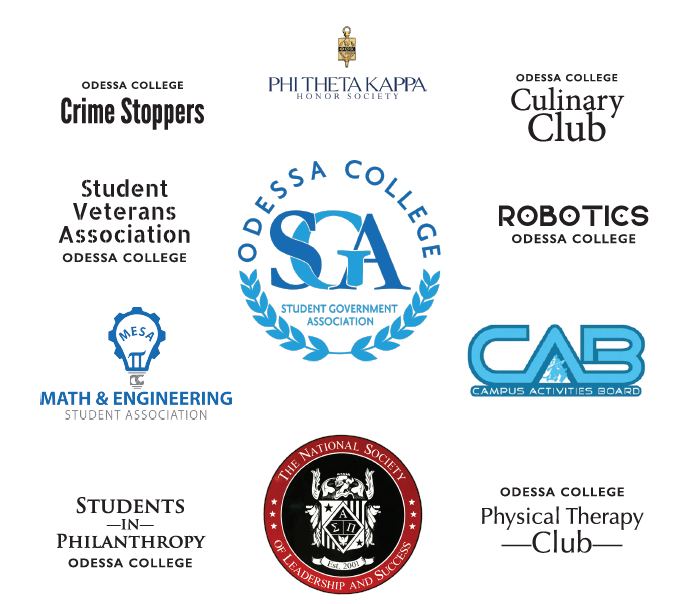 PHI THETA KAPPA
HONOR SOCIETY
ODESSA COLLEGE
Crime Stoppers
ODESSA COLLEGE
Culinary
Club
Student
Veterans
Association
ODESSA COLLEGE
ODESSA COLLEGE
SGA
STUDENT GOVERNMENT
ASSOCIATION
ROBOTICS
ODESSA COLLEGE
MESA
MATH & ENGINEERING
STUDENT ASSOCIATION
CAB
CAMPUS ACTIVITIES BOARD
STUDENTS
—IN—
PHILANTHROPY
ODESSA COLLEGE
THE NATIONAL SOCIETY
Α
Σ Π
Est. 2001
OF LEADERSHIP AND SUCCESS
ODESSA COLLEGE
Physical Therapy
—Club—